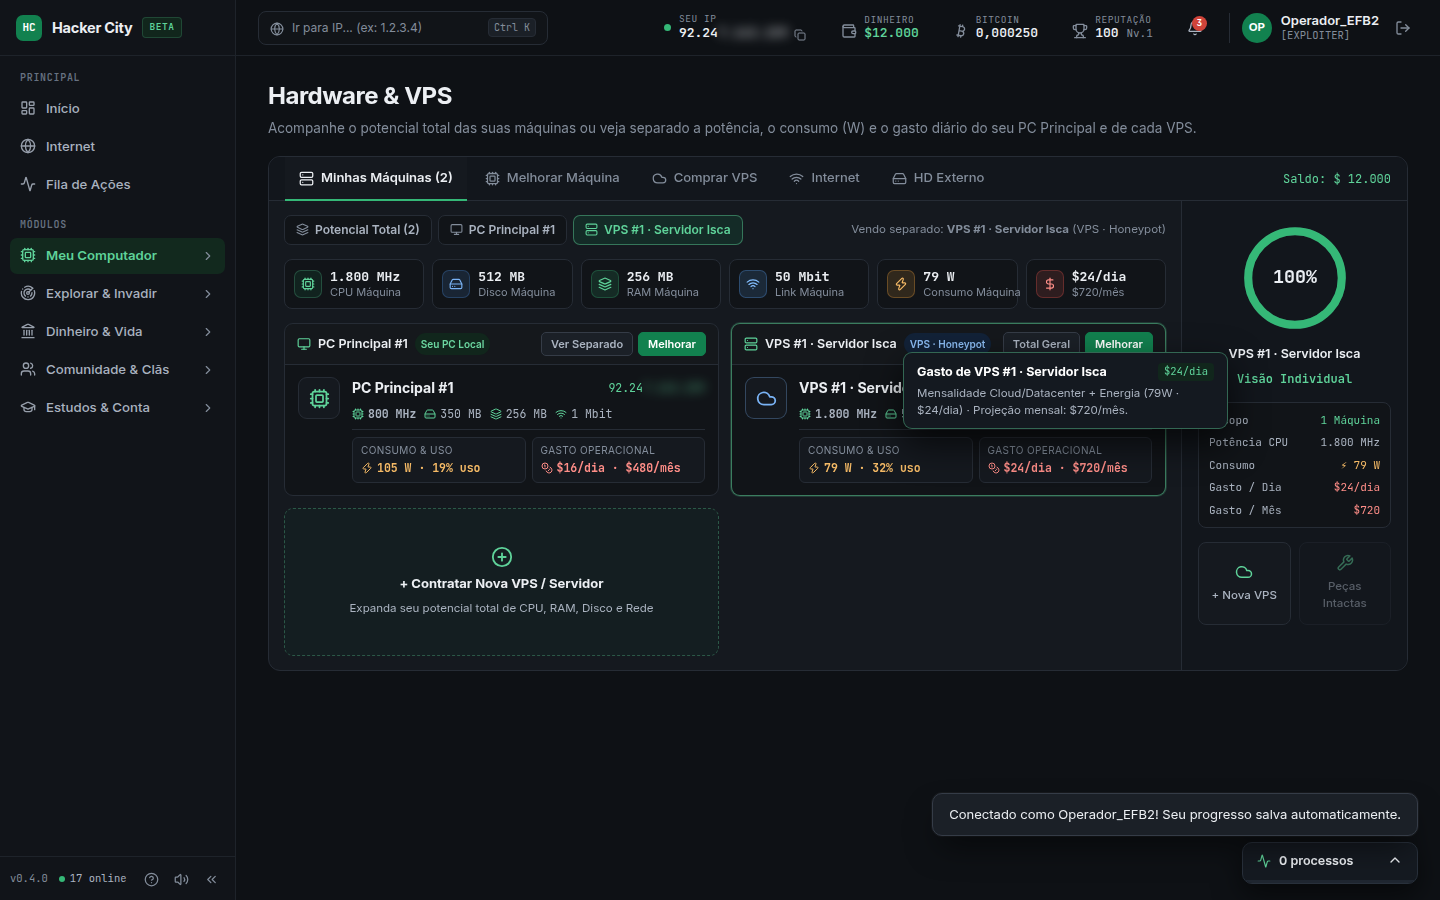 HC Hacker City BETA
Ir para IP... (ex: 1.2.3.4) Ctrl K
SEU IP
92.24
DINHEIRO
$12.000
BITCOIN
0,000250
REPUTAÇÃO
100 Nv.1
3
OP Operador_EFB2
[EXPLOITER]
PRINCIPAL
Início
Internet
Fila de Ações
MÓDULOS
Meu Computador
Explorar & Invadir
Dinheiro & Vida
Comunidade & Clãs
Estudos & Conta
v0.4.0 17 online
Hardware & VPS
Acompanhe o potencial total das suas máquinas ou veja separado a potência, o consumo (W) e o gasto diário do seu PC Principal e de cada VPS.
Minhas Máquinas (2) Melhorar Máquina Comprar VPS Internet HD Externo Saldo: $ 12.000
Potencial Total (2) PC Principal #1 VPS #1 · Servidor Isca Vendo separado: VPS #1 · Servidor Isca (VPS · Honeypot)
1.800 MHz
CPU Máquina
512 MB
Disco Máquina
256 MB
RAM Máquina
50 Mbit
Link Máquina
79 W
Consumo Máquina
$24/dia
$720/mês
PC Principal #1 Seu PC Local Ver Separado Melhorar
PC Principal #1 92.24
800 MHz 350 MB 256 MB 1 Mbit
CONSUMO & USO
105 W · 19% uso
GASTO OPERACIONAL
$16/dia · $480/mês
VPS #1 · Servidor Isca VPS · Honeypot Total Geral Melhorar
VPS #1 ·
1.800 MHz
CONSUMO & USO
79 W · 32% uso
GASTO OPERACIONAL
$24/dia · $720/mês
Gasto de VPS #1 · Servidor Isca $24/dia
Mensalidade Cloud/Datacenter + Energia (79W ·
$24/dia) · Projeção mensal: $720/mês.
+ Contratar Nova VPS / Servidor
Expanda seu potencial total de CPU, RAM, Disco e Rede
100%
VPS #1 · Servidor Isca
Visão Individual
1 Máquina
Potência CPU 1.800 MHz
Consumo 79 W
Gasto / Dia $24/dia
Gasto / Mês $720
+ Nova VPS
Peças
Intactas
Conectado como Operador_EFB2! Seu progresso salva automaticamente.
0 processos